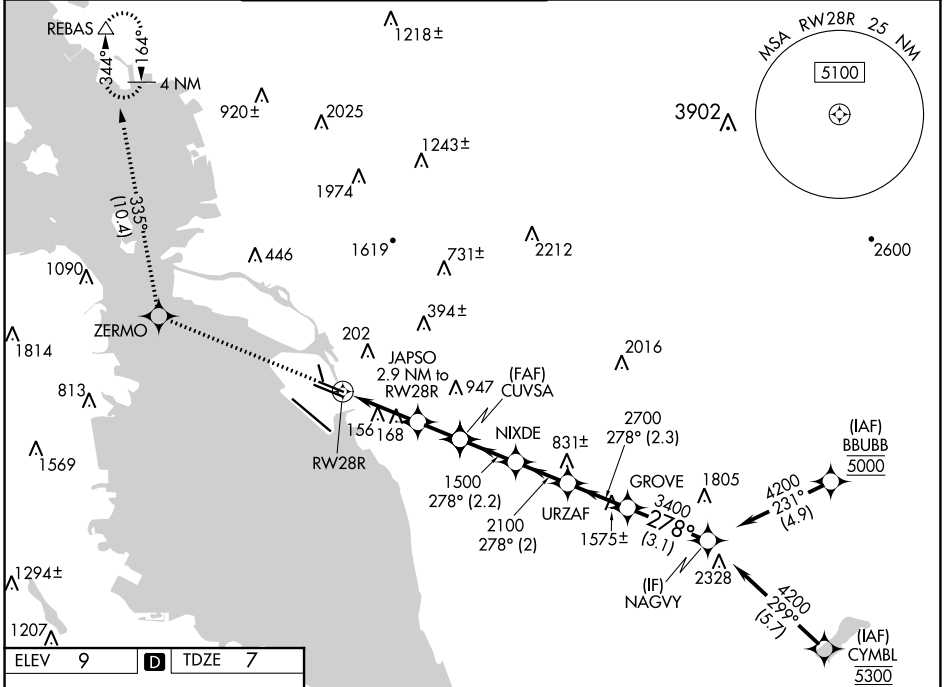 REBAS
344°
164°
4 NM
1218±
MSA RW28R 25 NM
5100
920±
2025
3902
1243±
1974
335°
(10.4)
446
1619
2212
2600
731±
1090
394±
ZERMO
202
JAPSO
2.9 NM to
RW28R
2016
1814
813
947
(FAF)
CUVSA
156
168
NIXDE
2700
278° (2.3)
(IAF)
BBUBB
5000
1569
RW28R
831±
1500
278° (2.2)
GROVE
1805
4200
231°
(4.9)
2100
278° (2)
URZAF
3400
278°
(3.1)
1575±
2328
(IF)
NAGVY
1294±
4200
299°
(5.7)
1207
(IAF)
CYMBL
5300
ELEV 9
D
TDZE 7